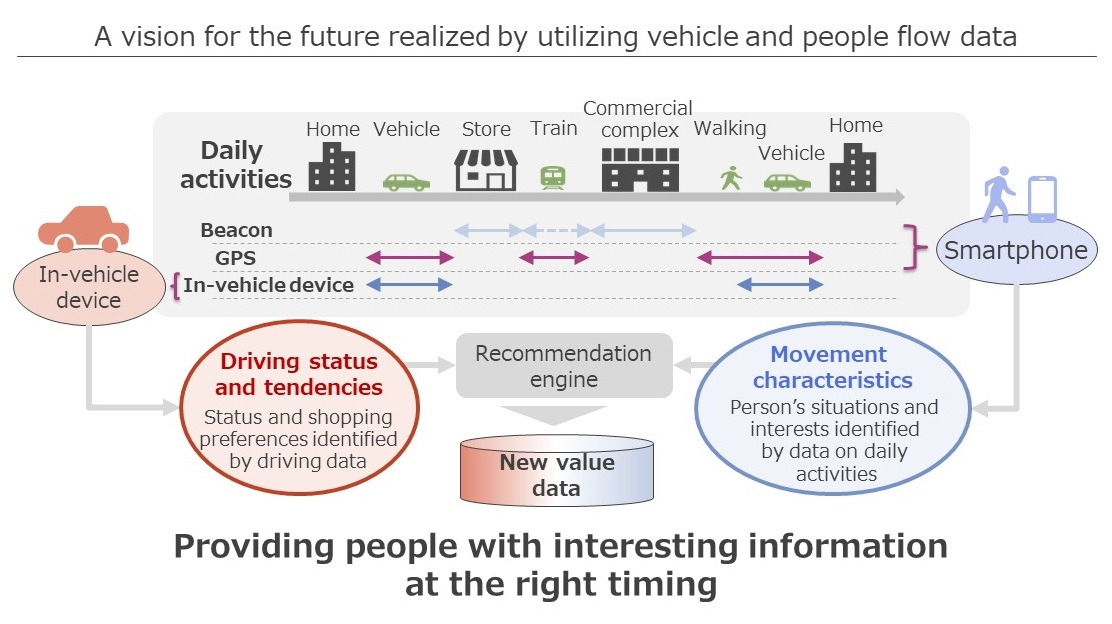 A vision for the future realized by utilizing vehicle and people flow data
Daily
activities
Home
Vehicle
Store
Train
Commercial
complex
Walking
Vehicle
Home
Beacon
GPS
In-vehicle device
In-vehicle
device
Smartphone
Driving status
and tendencies
Status and shopping
preferences identified
by driving data
Recommendation
engine
New value
data
Movement
characteristics
Person's situations and
interests identified
by data on daily
activities
Providing people with interesting information
at the right timing